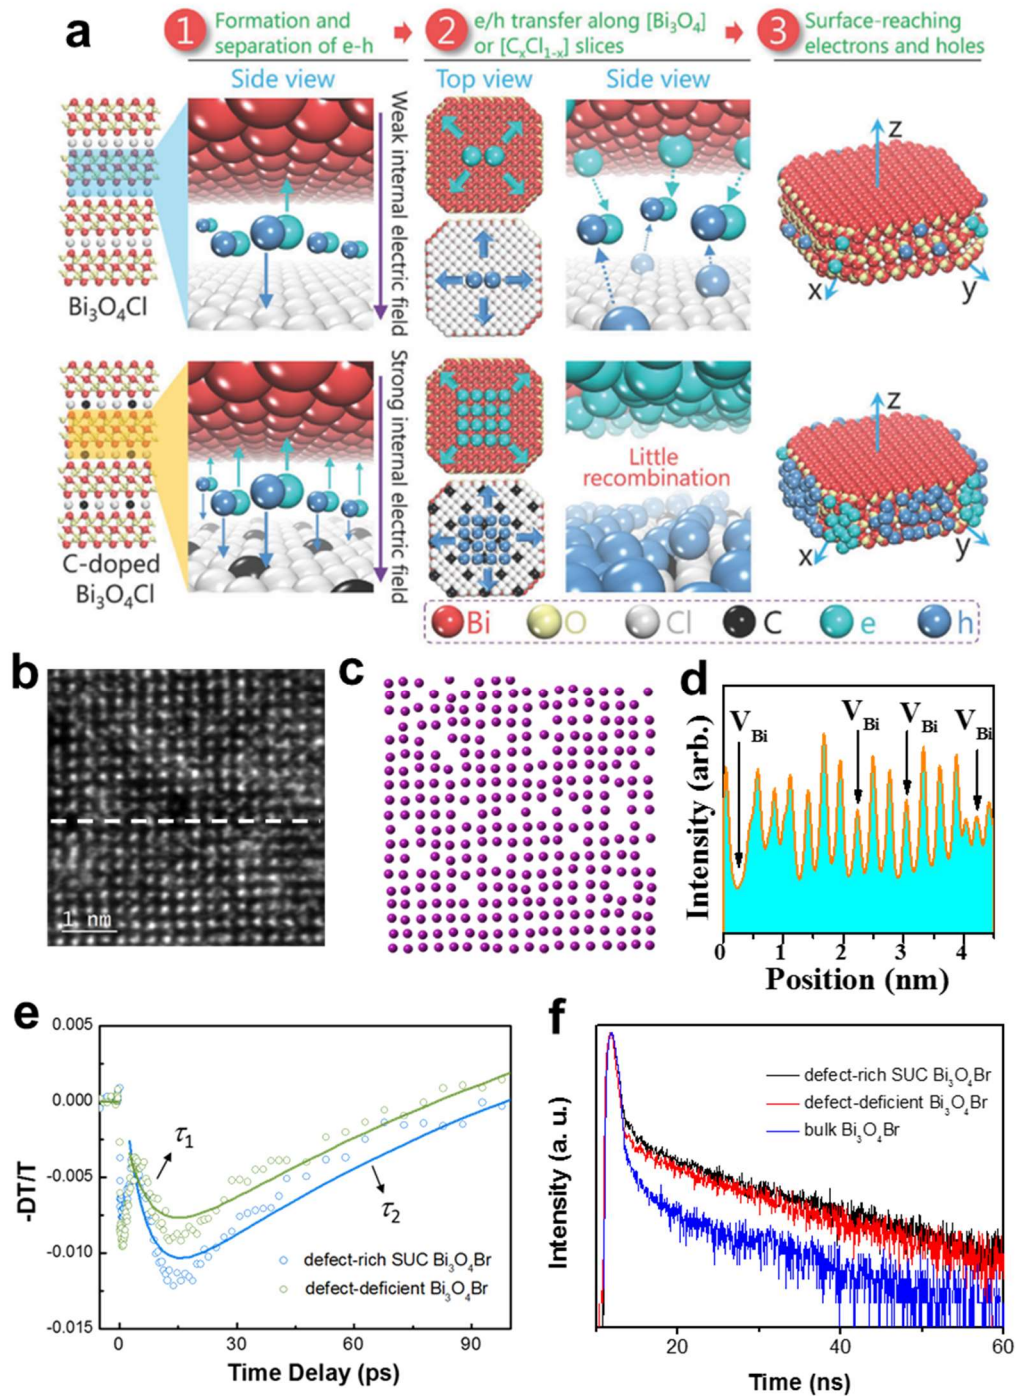 a
1 Formation and separation of e-h
2 e/h transfer along [Bi₃O₄] or [CₓCl₁₋ₓ] slices
3 Surface-reaching electrons and holes
Side view
Top view
Side view
Weak internal electric field
Bi₃O₄Cl
z
x
y
Strong internal electric field
Little
recombination
C-doped
Bi₃O₄Cl
z
x
y
Bi O Cl C e h
b
1 nm
c
d
V_Bi V_Bi V_Bi V_Bi
Intensity (arb.)
0 1 2 3 4
Position (nm)
e
0.005
0.000
-0.005
-0.010
-0.015
-DT/T
τ₁
τ₂
defect-rich SUC Bi₃O₄Br
defect-deficient Bi₃O₄Br
0 30 60 90
Time Delay (ps)
f
Intensity (a. u.)
defect-rich SUC Bi₃O₄Br
defect-deficient Bi₃O₄Br
bulk Bi₃O₄Br
20 40 60
Time (ns)